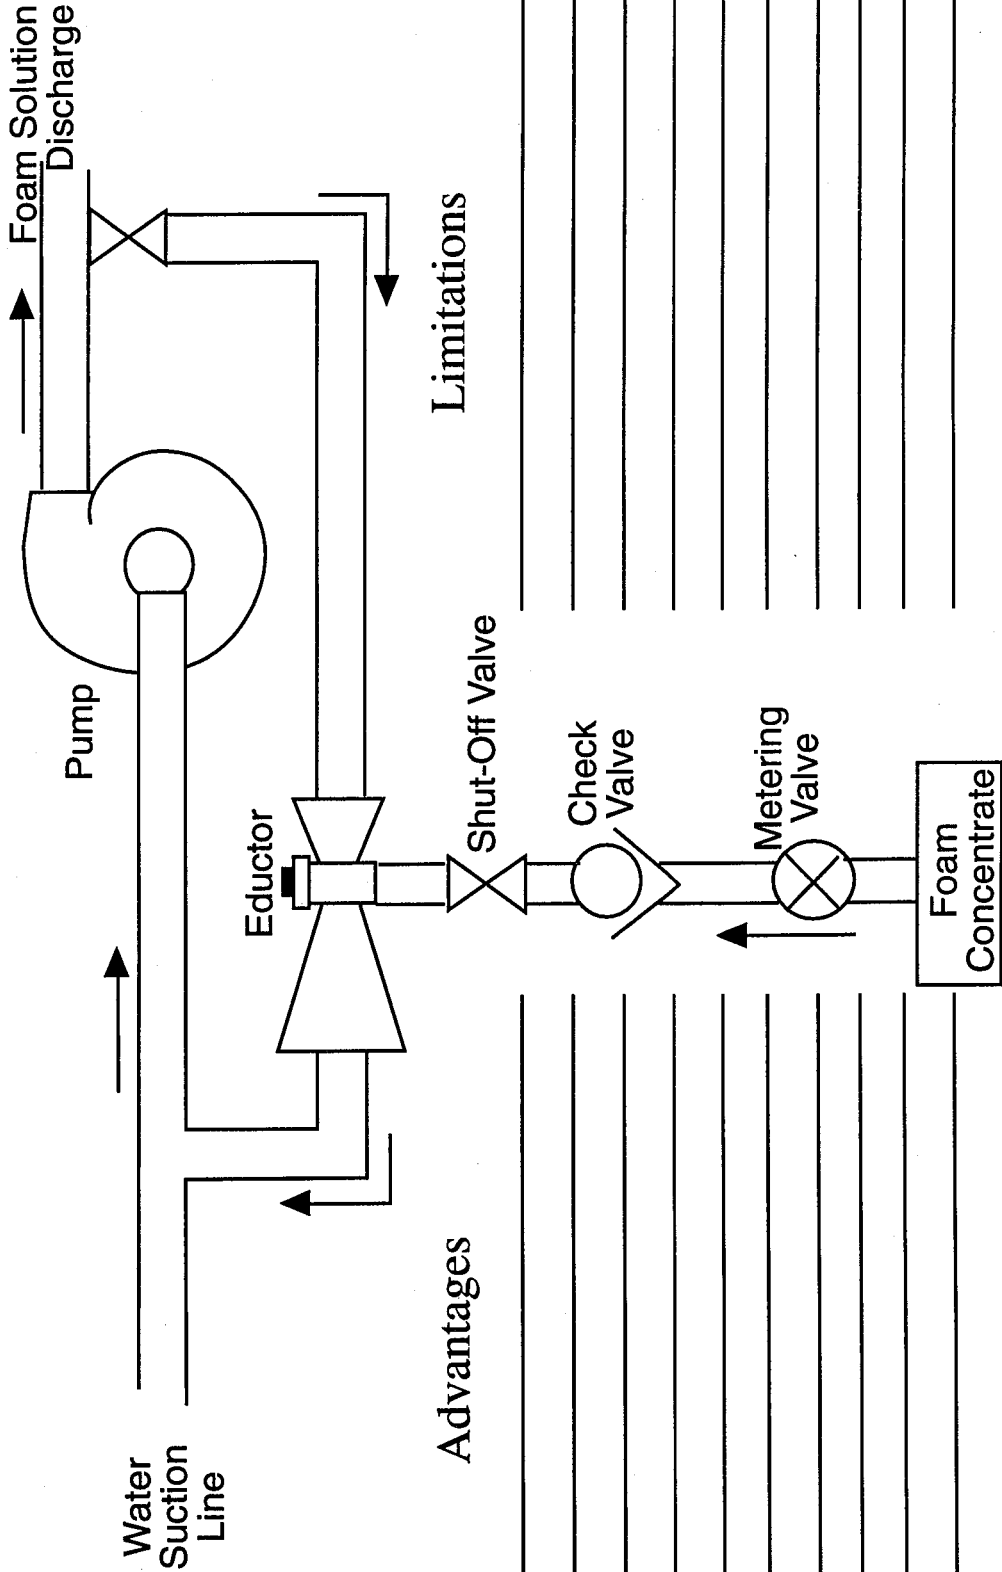 Water
Suction
Line
Pump
Foam Solution
Discharge
Eductor
Shut-Off Valve
Check
Valve
Metering
Valve
Foam
Concentrate
Advantages
Limitations